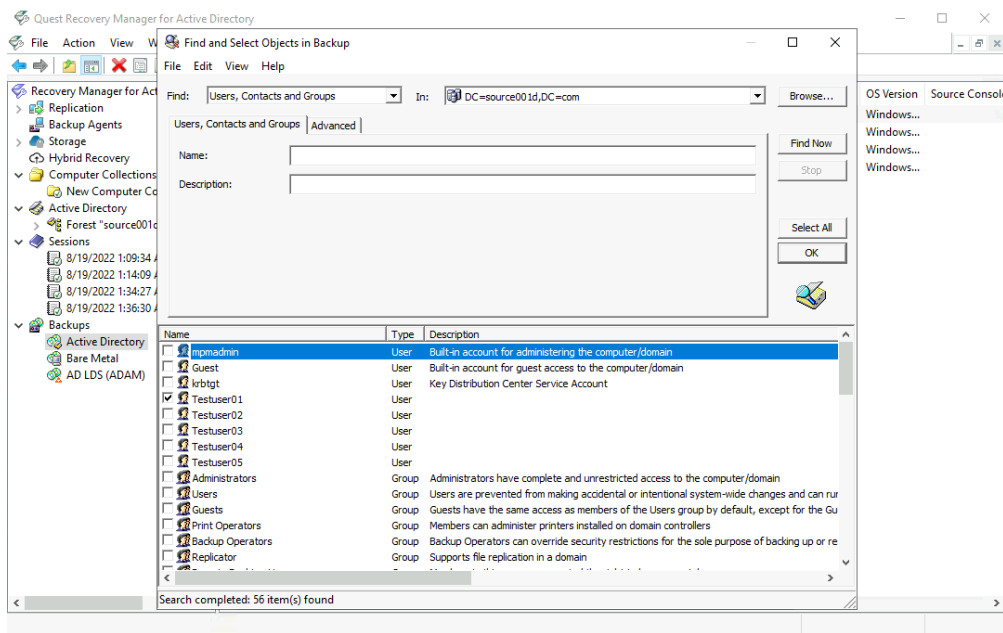 Quest Recovery Manager for Active Directory
File Action View W
Find and Select Objects in Backup
File Edit View Help
Recovery Manager for Act
Replication
Backup Agents
Storage
Hybrid Recovery
Computer Collections
New Computer Co
Active Directory
Forest "source001d
Sessions
8/19/2022 1:09:34 A
8/19/2022 1:14:09 A
8/19/2022 1:34:27 A
8/19/2022 1:36:30 A
Backups
Active Directory
Bare Metal
AD LDS (ADAM)
Find: Users, Contacts and Groups In: DC=source001d,DC=com Browse...
Users, Contacts and Groups Advanced
Name:
Description:
Find Now
Stop
Select All
OK
Name Type Description
mpmadmin User Built-in account for administering the computer/domain
Guest User Built-in account for guest access to the computer/domain
krbtgt User Key Distribution Center Service Account
Testuser01 User
Testuser02 User
Testuser03 User
Testuser04 User
Testuser05 User
Administrators Group Administrators have complete and unrestricted access to the computer/domain
Users Group Users are prevented from making accidental or intentional system-wide changes and can rur
Guests Group Guests have the same access as members of the Users group by default, except for the Gu
Print Operators Group Members can administer printers installed on domain controllers
Backup Operators Group Backup Operators can override security restrictions for the sole purpose of backing up or re
Replicator Group Supports file replication in a domain
Search completed: 56 item(s) found
OS Version Source Consol
Windows...
Windows...
Windows...
Windows...